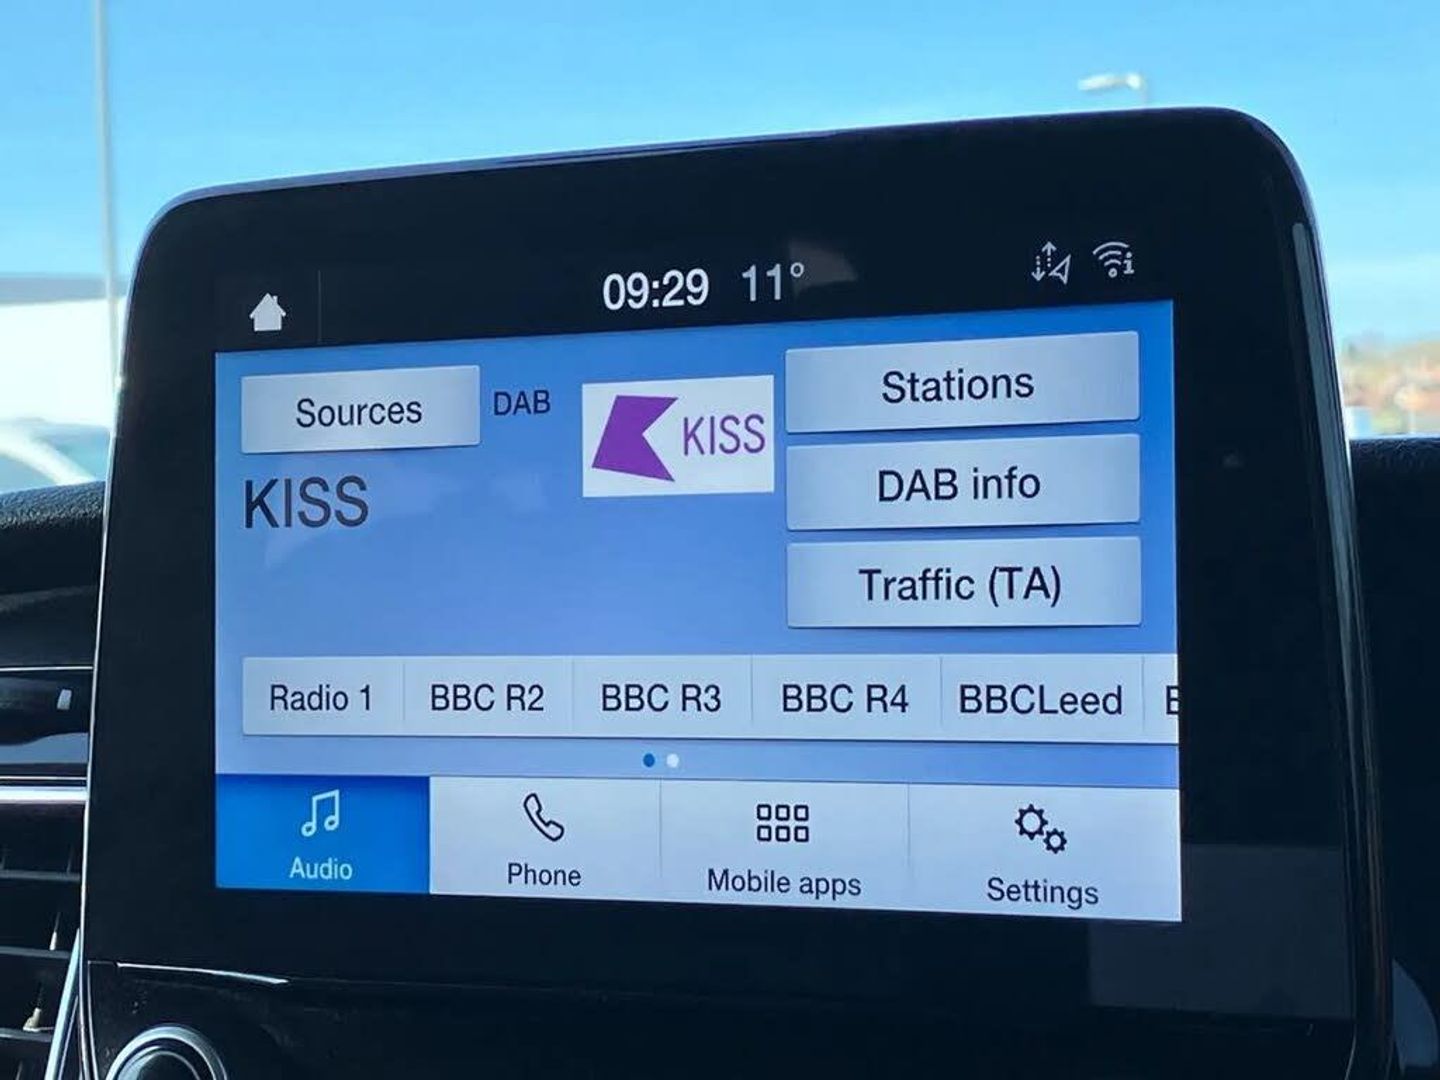 09:29 11°
Sources
DAB
KISS
Stations
KISS
DAB info
Traffic (TA)
Radio 1
BBC R2
BBC R3
BBC R4
BBCLeed
Audio
Phone
Mobile apps
Settings